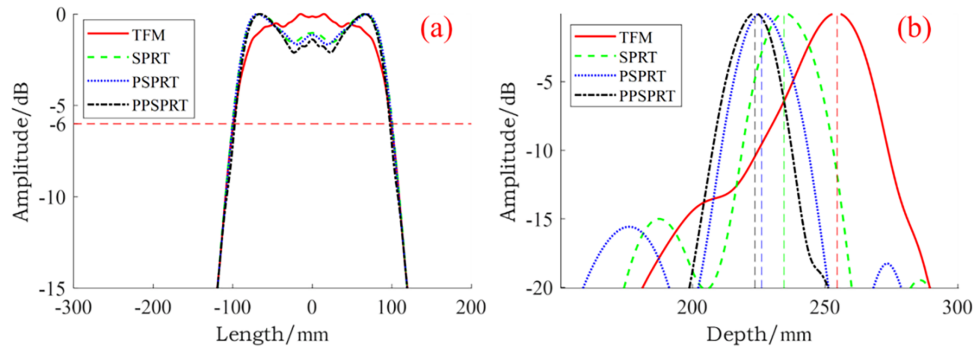 (a)
TFM
SPRT
PSPRT
PPSPRT
Amplitude/dB
0
-5
-6
-10
-15
-300
-200
-100
0
100
200
Length/mm
(b)
TFM
SPRT
PSPRT
PPSPRT
Amplitude/dB
-5
-10
-15
-20
200
250
300
Depth/mm